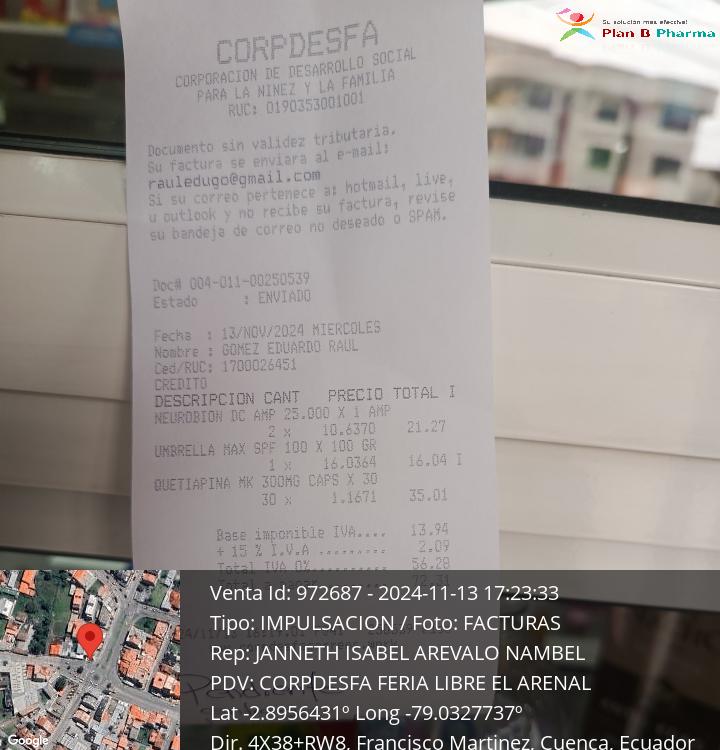 Su solución más efectiva!
Plan B Pharma
CORPDESFA
CORPORACION DE DESARROLLO SOCIAL
PARA LA NINEZ Y LA FAMILIA
RUC: 0190353001001
Documento sin validez tributaria.
Su factura se enviara al e-mail:
rauledugo@gmail.com
Si su correo pertenece a: hotmail, live,
u outlook y no recibe su factura, revise
su bandeja de correo no deseado o SPAM.
Doc# 004-011-00250539
Estado : ENVIADO
Fecha : 13/NOV/2024 MIERCOLES
Nombre : GOMEZ EDUARDO RAUL
Ced/RUC: 1700026451
CREDITO
DESCRIPCION CANT PRECIO TOTAL I
NEUROBION DC AMP 25.000 X 1 AMP
2 x 10.6370 21.27
UMBRELLA MAX SPF 100 X 100 GR
1 x 16.0364 16.04 I
QUETIAPINA MK 300MG CAPS X 30
30 x 1.1671 35.01
Base imponible IVA.... 13.94
+ 15 % I.V.A ......... 2.09
Total IVA 0%.......... 56.28
72.31
Venta Id: 972687 - 2024-11-13 17:23:33
Tipo: IMPULSACION / Foto: FACTURAS
Rep: JANNETH ISABEL AREVALO NAMBEL
PDV: CORPDESFA FERIA LIBRE EL ARENAL
Lat -2.8956431º Long -79.0327737º
Dir. 4X38+RW8, Francisco Martinez, Cuenca, Ecuador
Google